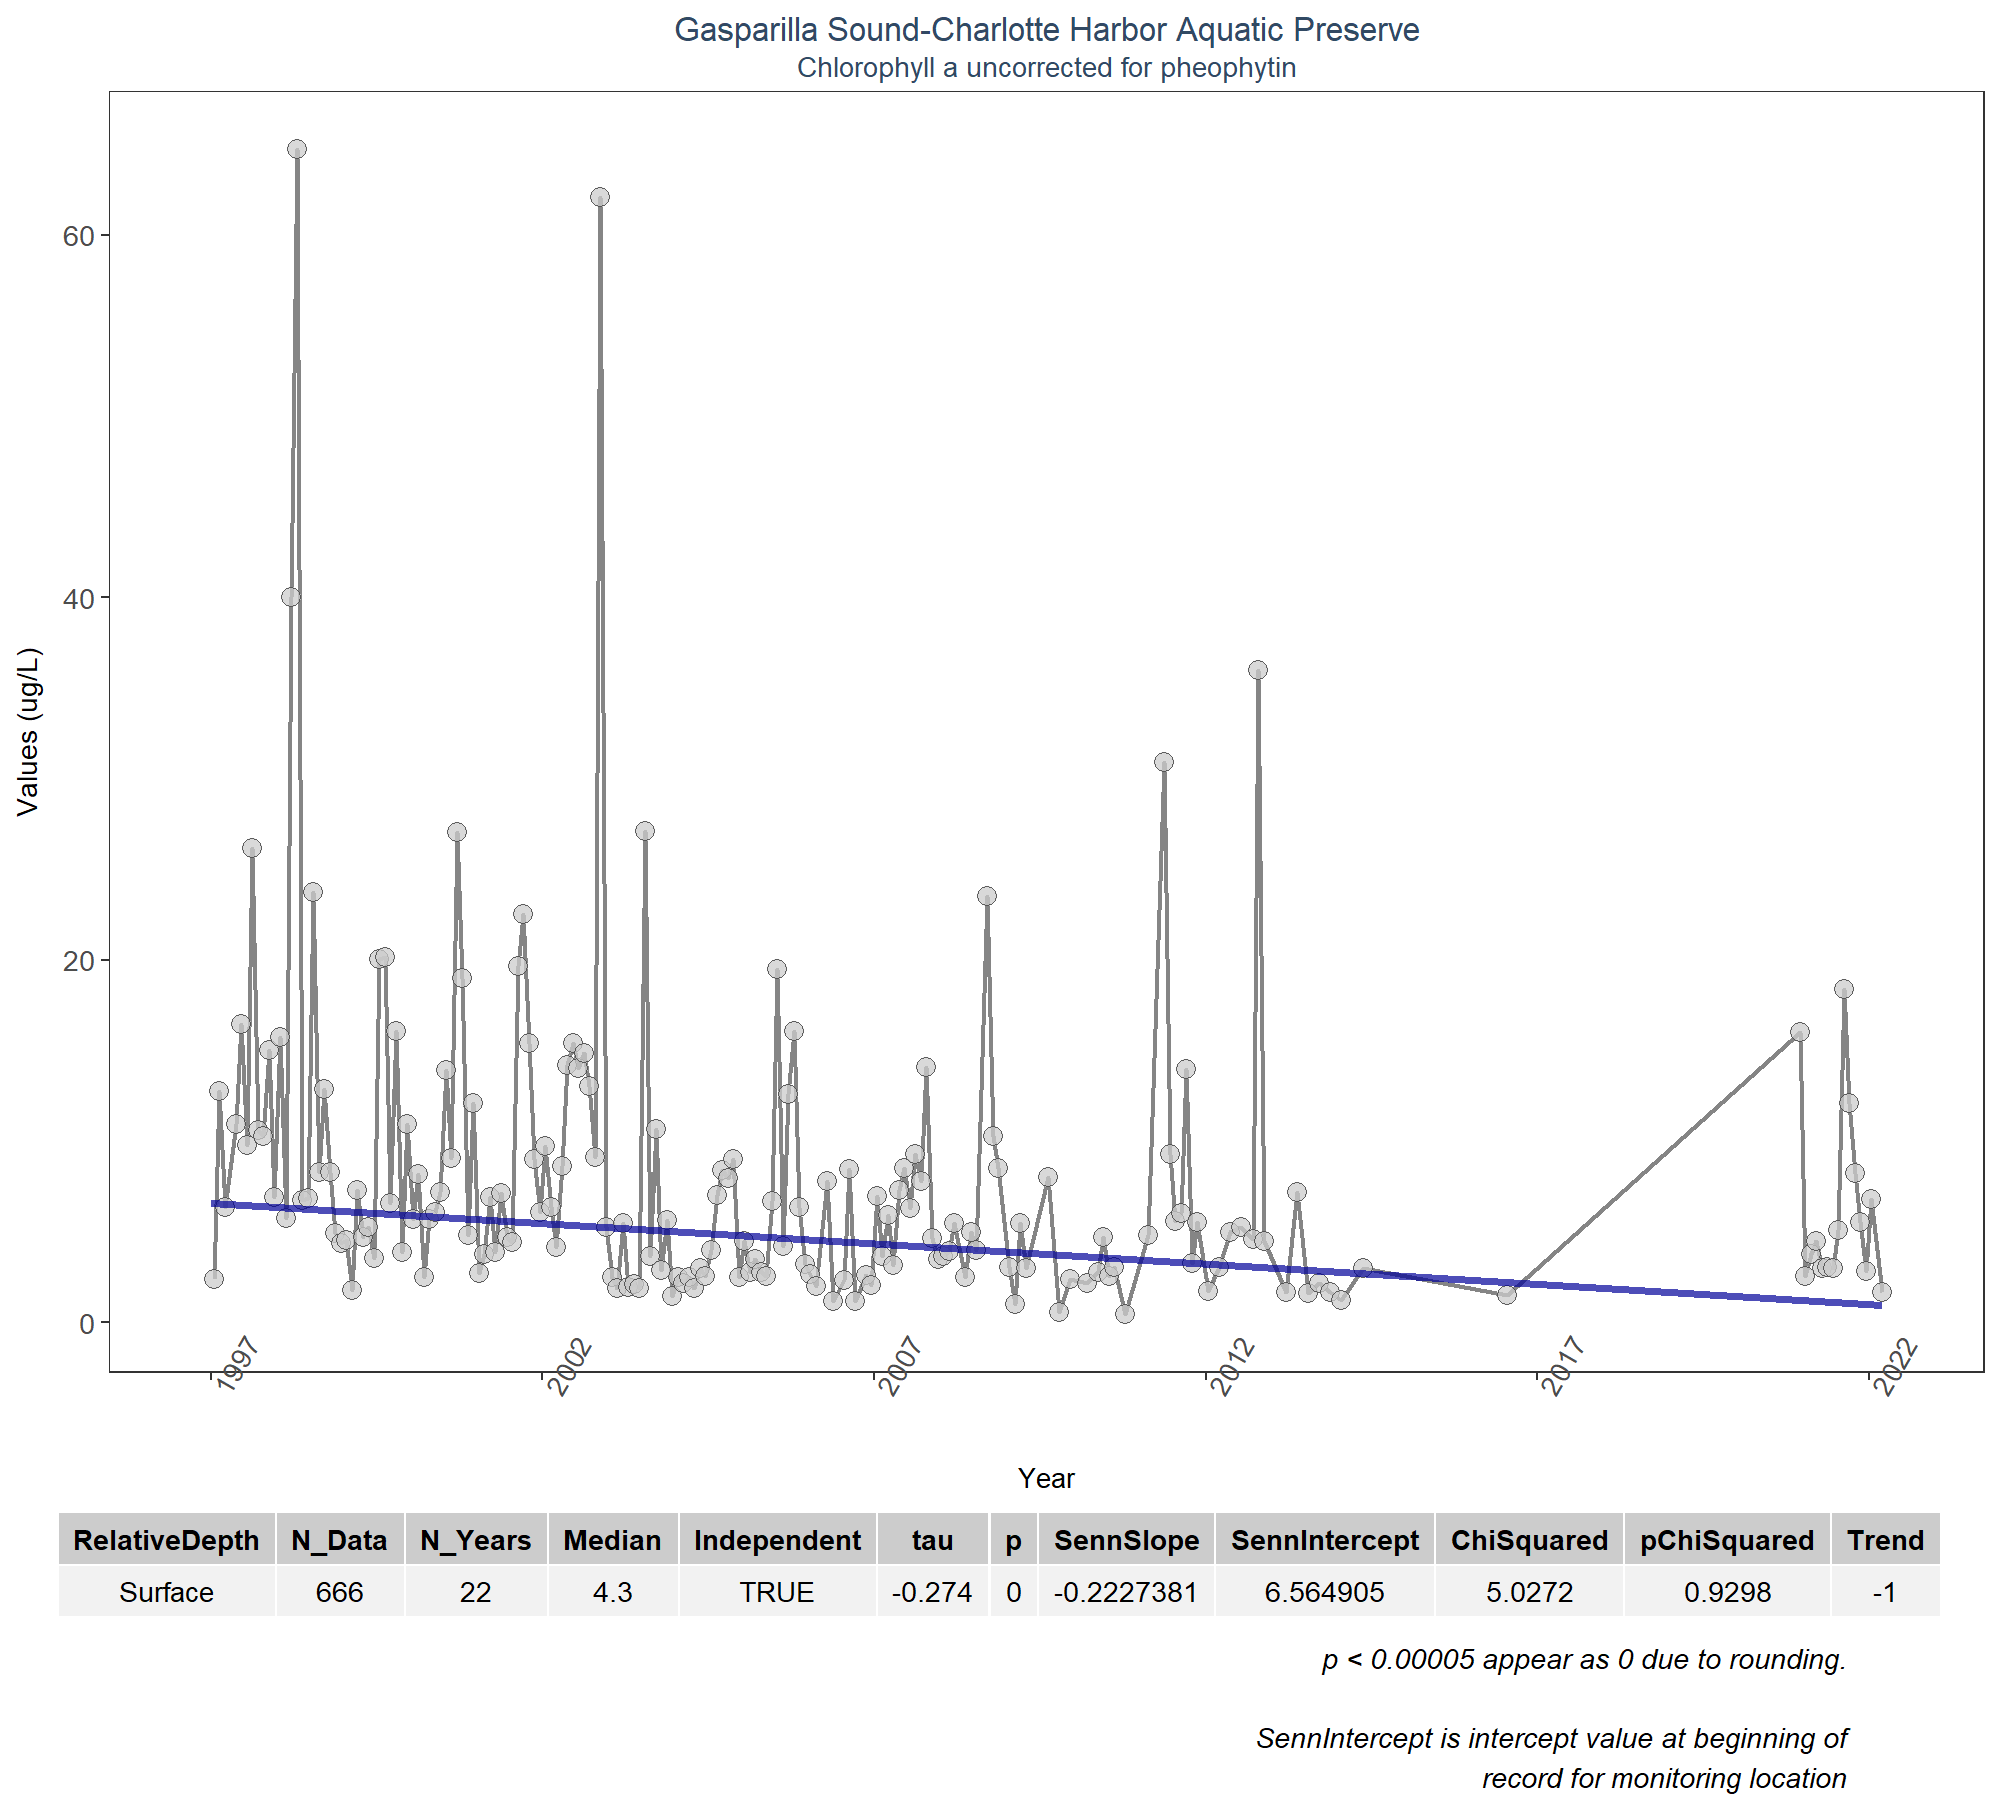 Gasparilla Sound-Charlotte Harbor Aquatic Preserve
Chlorophyll a uncorrected for pheophytin
Values (ug/L)
60
40
20
0
1997 2002 2007 2012 2017 2022
Year
RelativeDepth N_Data N_Years Median Independent tau p SennSlope SennIntercept ChiSquared pChiSquared Trend
Surface 666 22 4.3 TRUE -0.274 0 -0.2227381 6.564905 5.0272 0.9298 -1
p < 0.00005 appear as 0 due to rounding.
SennIntercept is intercept value at beginning of
record for monitoring location